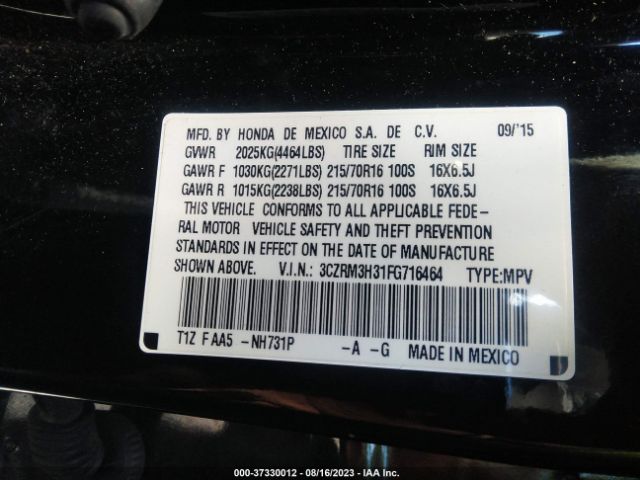 MFD. BY HONDA DE MEXICO S.A. DE C.V. 09/'15
GVWR 2025KG(4464LBS) TIRE SIZE RIM SIZE
GAWR F 1030KG(2271LBS) 215/70R16 100S 16X6.5J
GAWR R 1015KG(2238LBS) 215/70R16 100S 16X6.5J
THIS VEHICLE CONFORMS TO ALL APPLICABLE FEDE-
RAL MOTOR VEHICLE SAFETY AND THEFT PREVENTION
STANDARDS IN EFFECT ON THE DATE OF MANUFACTURE
SHOWN ABOVE. V.I.N.: 3CZRM3H31FG716464 TYPE:MPV
T1Z F AA5 -NH731P -A -G MADE IN MEXICO
000-37330012 - 08/16/2023 - IAA Inc.